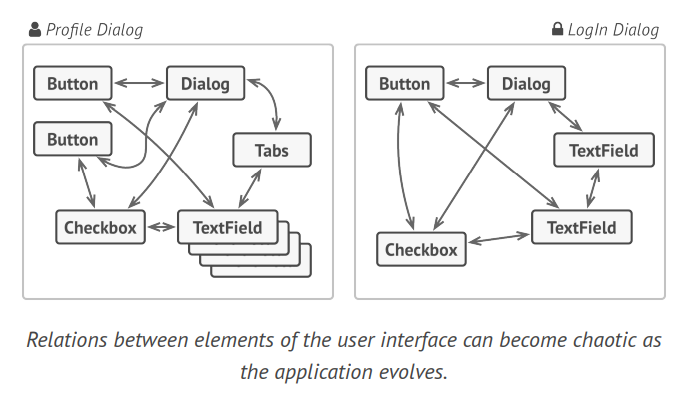 Profile Dialog
Button
Dialog
Button
Tabs
Checkbox
TextField
LogIn Dialog
Button
Dialog
TextField
TextField
Checkbox
Relations between elements of the user interface can become chaotic as
the application evolves.